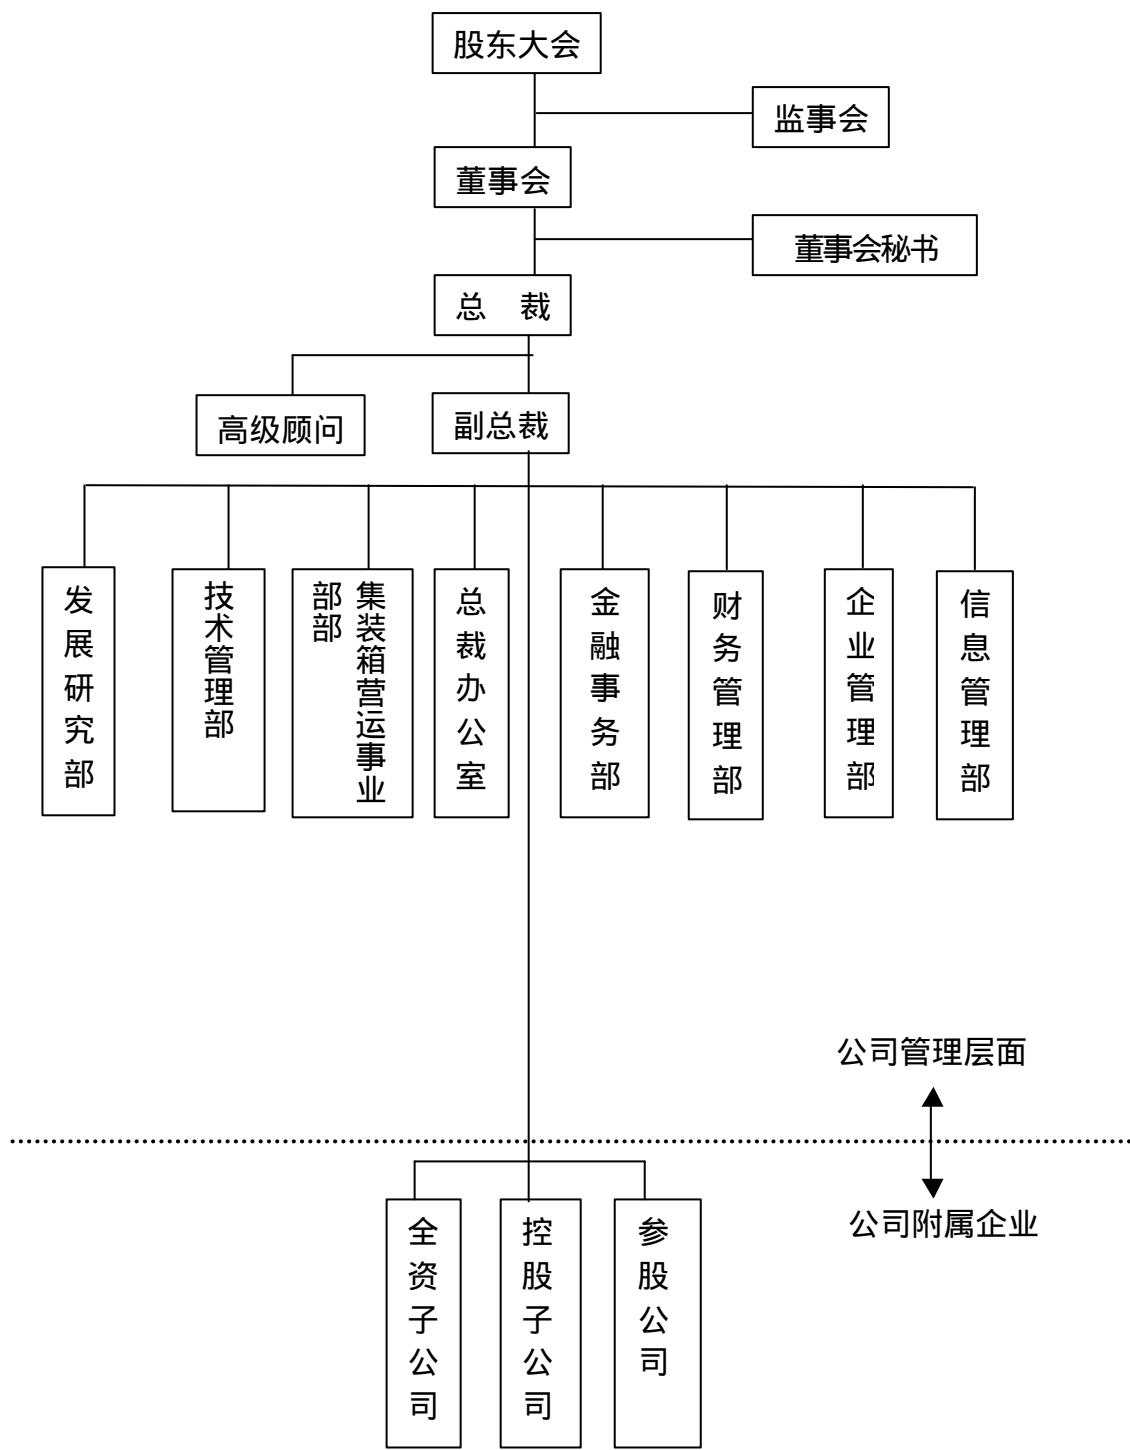 股东大会
监事会
董事会
董事会秘书
总 裁
高级顾问
副总裁
发展研究部
技术管理部
集装箱营运事业
部部
总裁办公室
金融事务部
财务管理部
企业管理部
信息管理部
公司管理层面
公司附属企业
全资子公司
控股子公司
参股公司